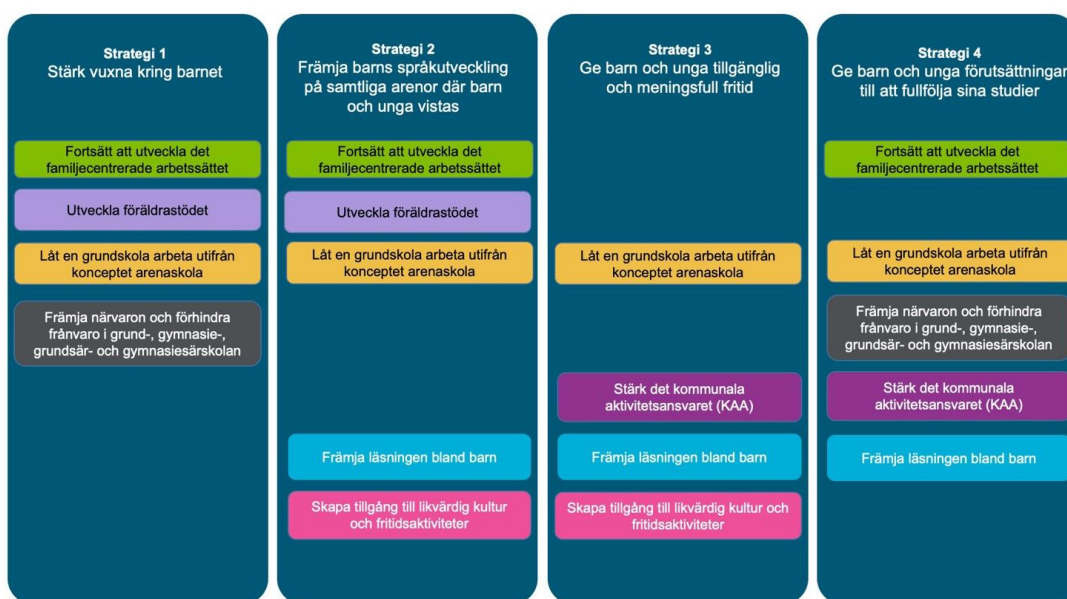 Strategi 1
Stärk vuxna kring barnet
Fortsätt att utveckla det
familjecentrerade arbetssättet
Utveckla föräldrastödet
Låt en grundskola arbeta utifrån
konceptet arenaskola
Främja närvaron och förhindra
frånvaro i grund-, gymnasie-,
grundsär- och gymnasiesärskolan
Strategi 2
Främja barns språkutveckling
på samtliga arenor där barn
och unga vistas
Fortsätt att utveckla det
familjecentrerade arbetssättet
Utveckla föräldrastödet
Låt en grundskola arbeta utifrån
konceptet arenaskola
Främja läsningen bland barn
Skapa tillgång till likvärdig kultur
och fritidsaktiviteter
Strategi 3
Ge barn och unga tillgänglig
och meningsfull fritid
Låt en grundskola arbeta utifrån
konceptet arenaskola
Stärk det kommunala
aktivitetsansvaret (KAA)
Främja läsningen bland barn
Skapa tillgång till likvärdig kultur och
fritidsaktiviteter
Strategi 4
Ge barn och unga förutsättningar
till att fullfölja sina studier
Fortsätt att utveckla det
familjecentrerade arbetssättet
Låt en grundskola arbeta utifrån
konceptet arenaskola
Främja närvaron och förhindra
frånvaro i grund-, gymnasie-,
grundsär- och gymnasiesärskolan
Stärk det kommunala
aktivitetsansvaret (KAA)
Främja läsningen bland barn